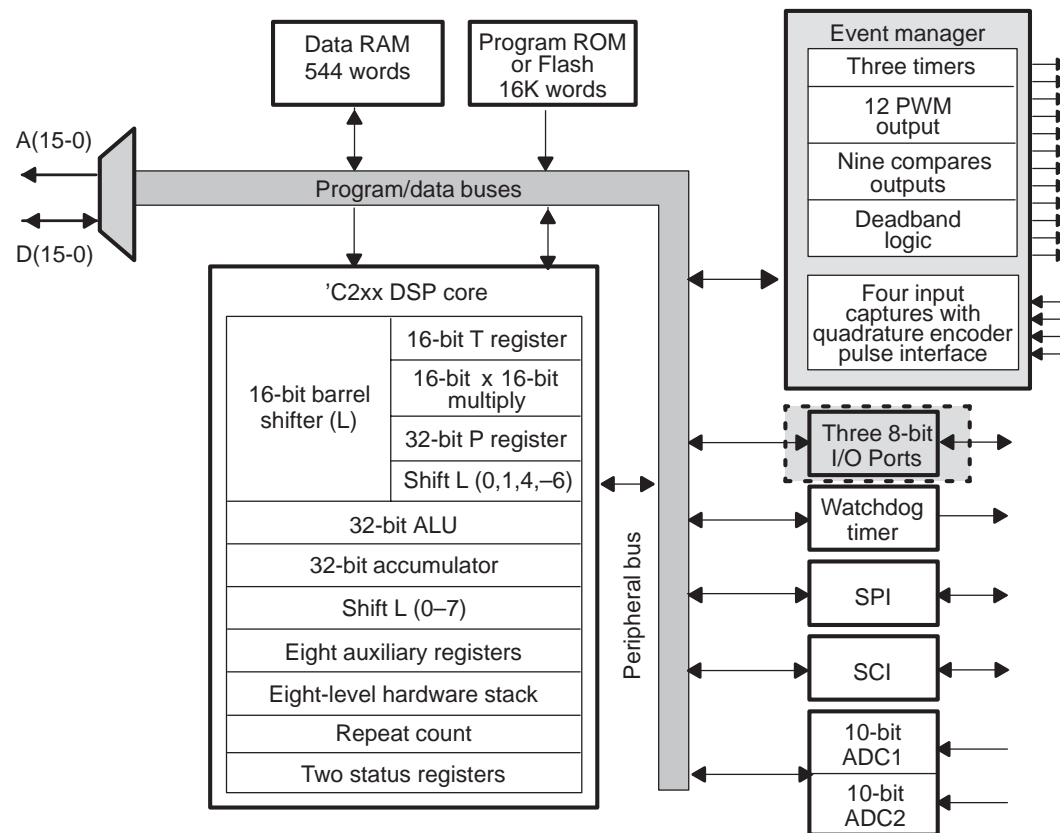 Data RAM
544 words
Program ROM
or Flash
16K words
Event manager
Three timers
12 PWM
output
Nine compares
outputs
Deadband
logic
Four input
captures with
quadrature encoder
pulse interface
A(15-0)
D(15-0)
Program/data buses
’C2xx DSP core
16-bit barrel
shifter (L)
16-bit T register
16-bit x 16-bit
multiply
32-bit P register
Shift L (0,1,4,–6)
32-bit ALU
32-bit accumulator
Shift L (0–7)
Eight auxiliary registers
Eight-level hardware stack
Repeat count
Two status registers
Peripheral bus
Three 8-bit
I/O Ports
Watchdog
timer
SPI
SCI
10-bit
ADC1
10-bit
ADC2